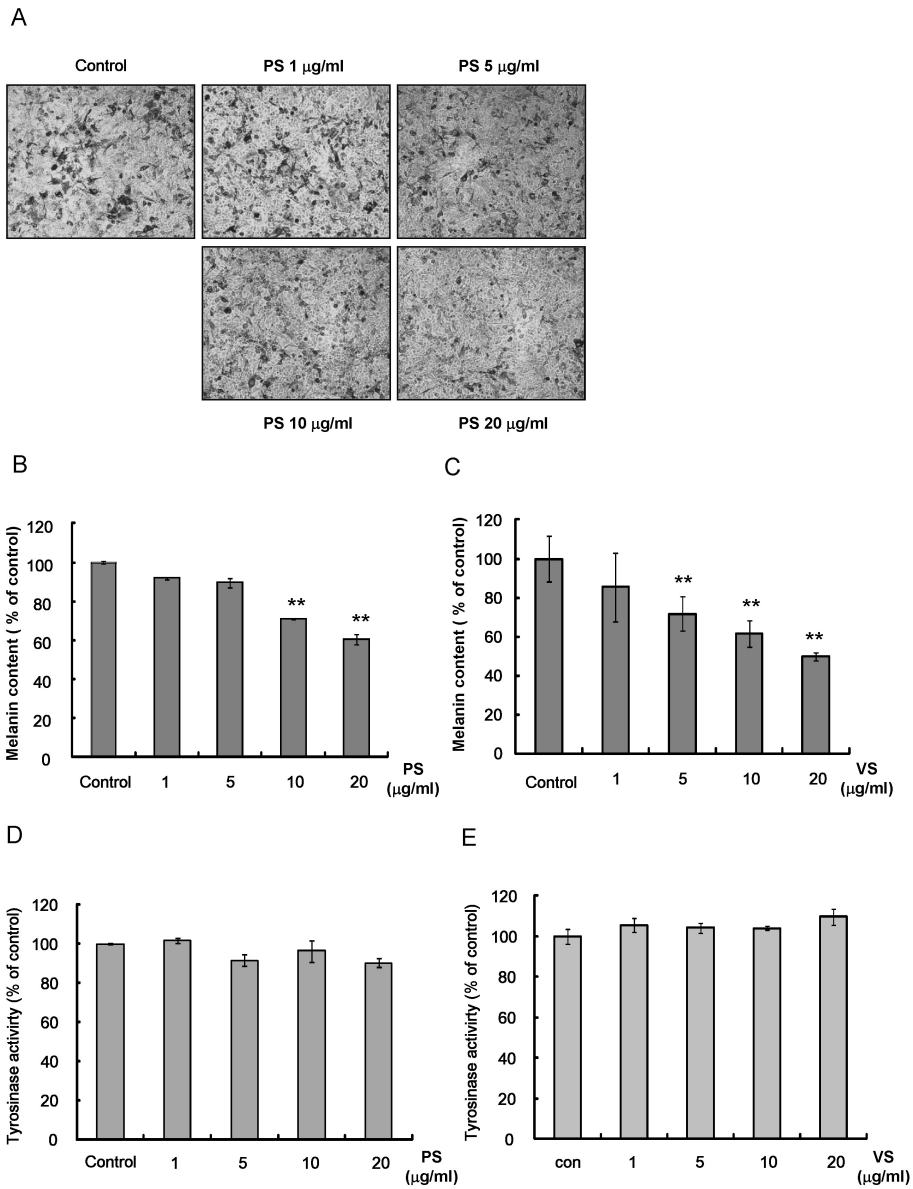 A
Control
PS 1 μg/ml
PS 5 μg/ml
PS 10 μg/ml
PS 20 μg/ml
B
Melanin content ( % of control)
120
100
80
60
40
20
0
**
**
Control
1
5
10
20
PS
(μg/ml)
C
Melanin content ( % of control)
120
100
80
60
40
20
0
**
**
**
Control
1
5
10
20
VS
(μg/ml)
D
Tyrosinase activirty (% of control)
120
100
80
60
40
20
0
Control
1
5
10
20
PS
(μg/ml)
E
Tyrosinase activirty (% of control)
120
100
80
60
40
20
0
con
1
5
10
20
VS
(μg/ml)